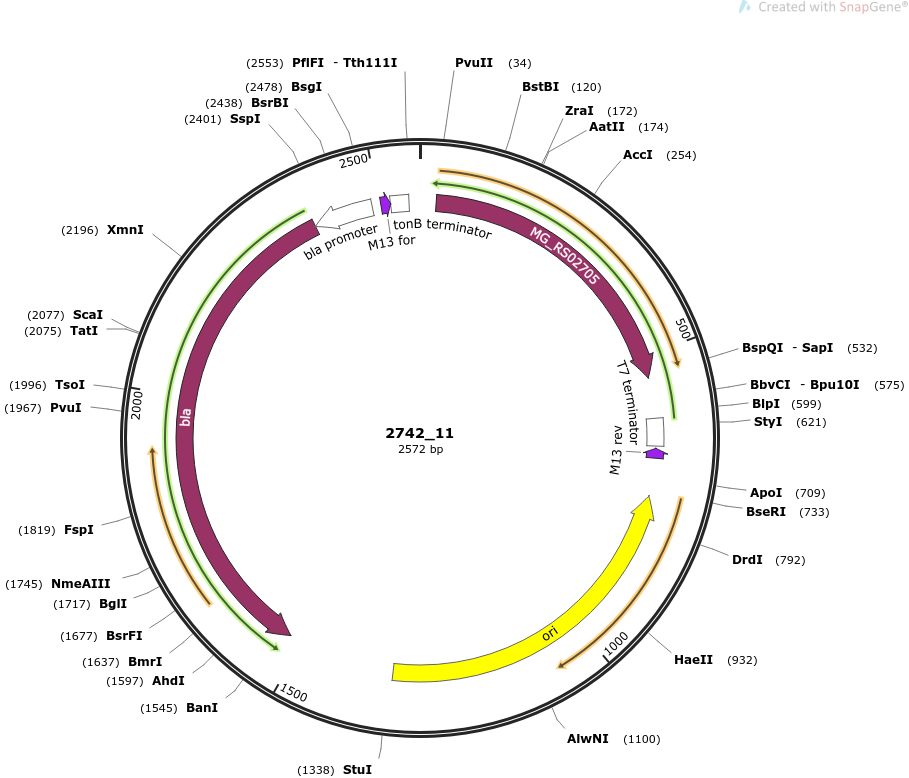 Created with SnapGene®
(2553) PflFI - Tth111I
PvuII (34)
(2478) BsgI
BstBI (120)
(2438) BsrBI
ZraI (172)
(2401) SspI
AatII (174)
AccI (254)
2500
tonB terminator
bla promoter
M13 for
MG_RS02705
(2196) XmnI
(2077) ScaI
(2075) TatI
500
BspQI - SapI (532)
(1996) TsoI
BbvCI - Bpu10I (575)
(1967) PvuI
BlpI (599)
StyI (621)
2000
bla
T7 terminator
M13 rev
2742_11
2572 bp
ApoI (709)
BseRI (733)
(1819) FspI
DrdI (792)
(1745) NmeAIII
(1717) BglI
(1677) BsrFI
ori
1000
(1637) BmrI
HaeII (932)
(1597) AhdI
1500
(1545) BanI
AlwNI (1100)
(1338) StuI